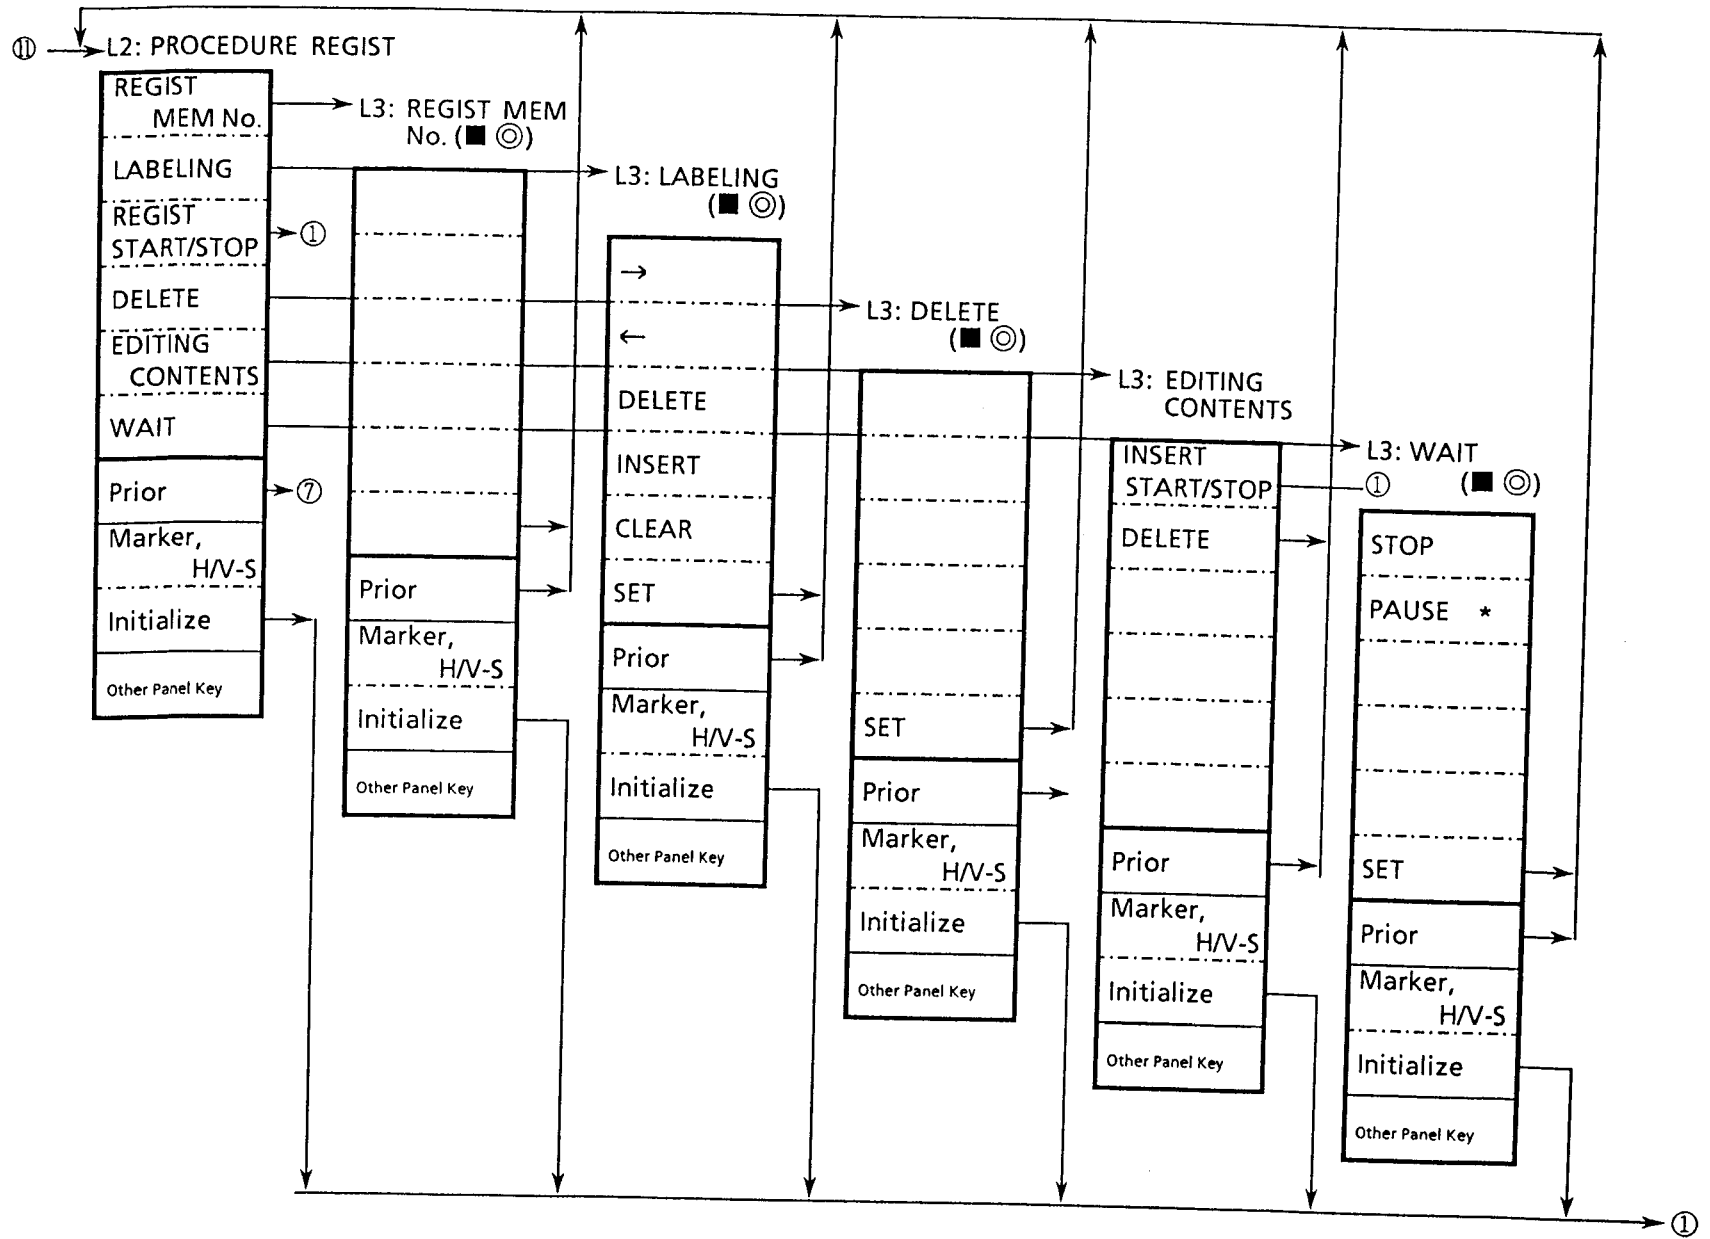 ⑪ L2: PROCEDURE REGIST
REGIST
MEM No.
LABELING
REGIST
START/STOP
①
DELETE
EDITING
CONTENTS
WAIT
Prior
⑦
Marker,
H/V-S
Initialize
Other Panel Key
L3: REGIST MEM
No. (■ ◎)
Prior
Marker,
H/V-S
Initialize
Other Panel Key
L3: LABELING
(■ ◎)
→
←
DELETE
INSERT
CLEAR
SET
Prior
Marker,
H/V-S
Initialize
Other Panel Key
L3: DELETE
(■ ◎)
SET
Prior
Marker,
H/V-S
Initialize
Other Panel Key
L3: EDITING
CONTENTS
INSERT
START/STOP
①
DELETE
Prior
Marker,
H/V-S
Initialize
Other Panel Key
L3: WAIT
(■ ◎)
STOP
PAUSE *
SET
Prior
Marker,
H/V-S
Initialize
Other Panel Key
①